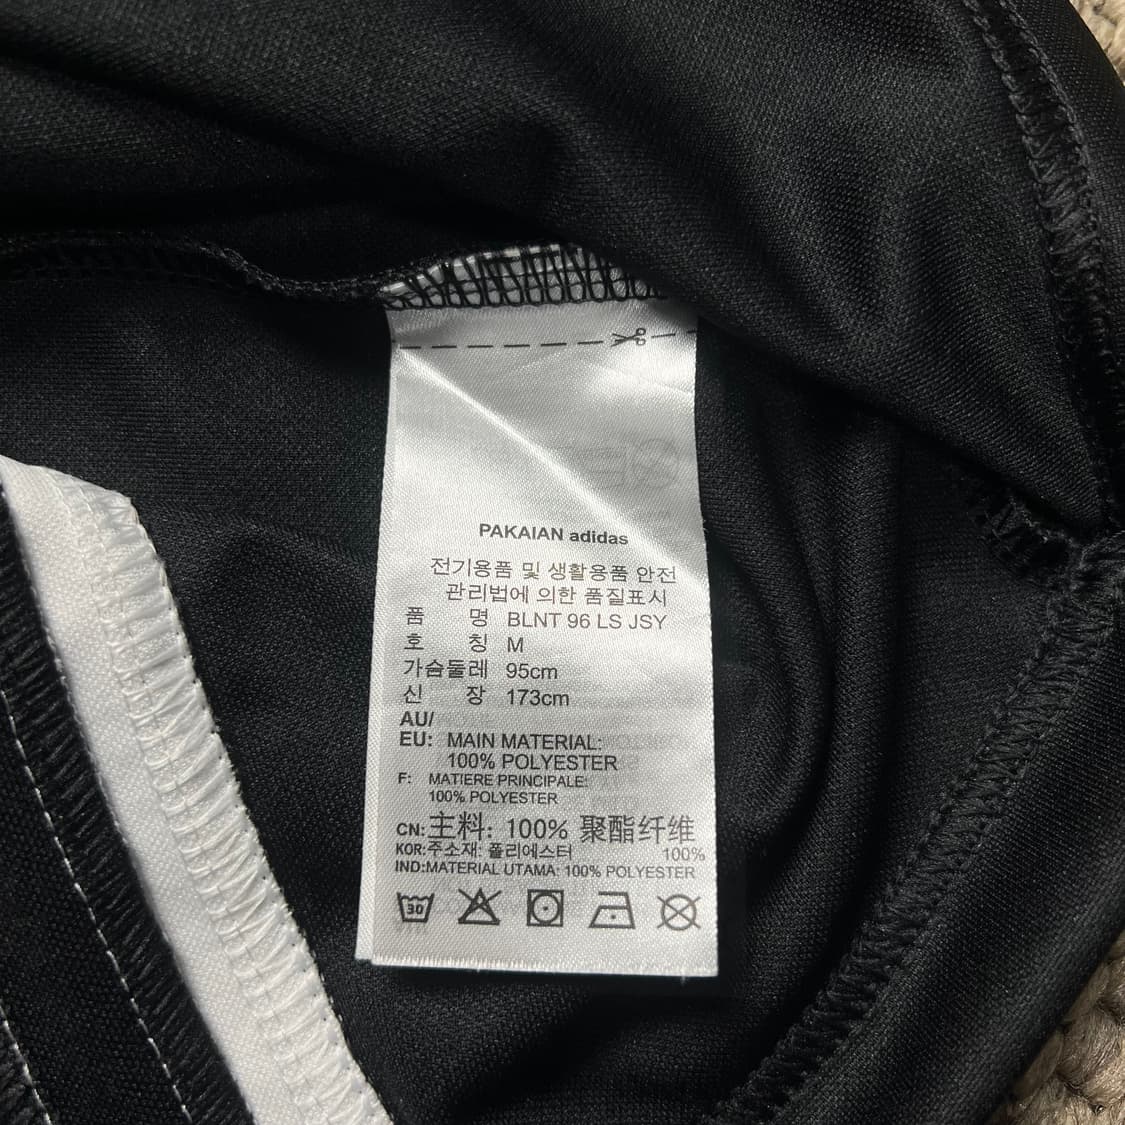 PAKAIAN adidas
전기용품 및 생활용품 안전
관리법에 의한 품질표시
품 명 BLNT 96 LS JSY
호 칭 M
가슴둘레 95cm
신 장 173cm
AU/
EU: MAIN MATERIAL:
100% POLYESTER
F: MATIERE PRINCIPALE:
100% POLYESTER
CN:主料: 100% 聚酯纤维
KOR:주소재: 폴리에스터 100%
IND:MATERIAL UTAMA: 100% POLYESTER
30